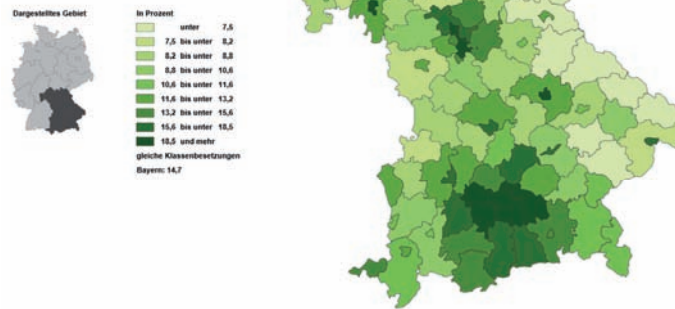 Dargestelltes Gebiet
In Prozent
unter 7,5
7,5 bis unter 8,2
8,2 bis unter 8,8
8,8 bis unter 10,6
10,6 bis unter 11,6
11,6 bis unter 13,2
13,2 bis unter 15,6
15,6 bis unter 18,5
18,5 und mehr
gleiche Klassenbesetzungen
Bayern: 14,7